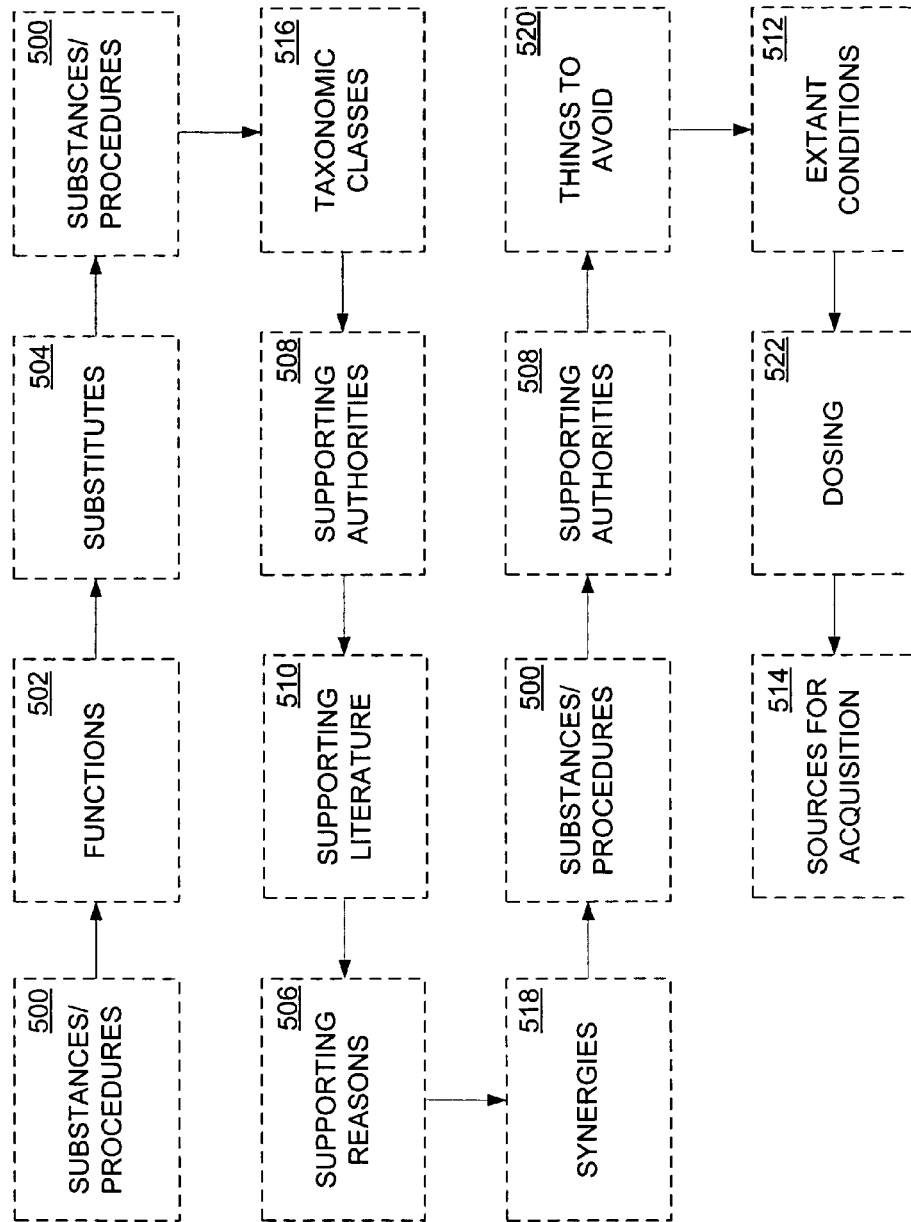 500
SUBSTANCES/
PROCEDURES
502
FUNCTIONS
504
SUBSTITUTES
500
SUBSTANCES/
PROCEDURES
516
TAXONOMIC
CLASSES
508
SUPPORTING
AUTHORITIES
510
SUPPORTING
LITERATURE
506
SUPPORTING
REASONS
518
SYNERGIES
500
SUBSTANCES/
PROCEDURES
508
SUPPORTING
AUTHORITIES
520
THINGS TO
AVOID
512
EXTANT
CONDITIONS
522
DOSING
514
SOURCES FOR
ACQUISITION